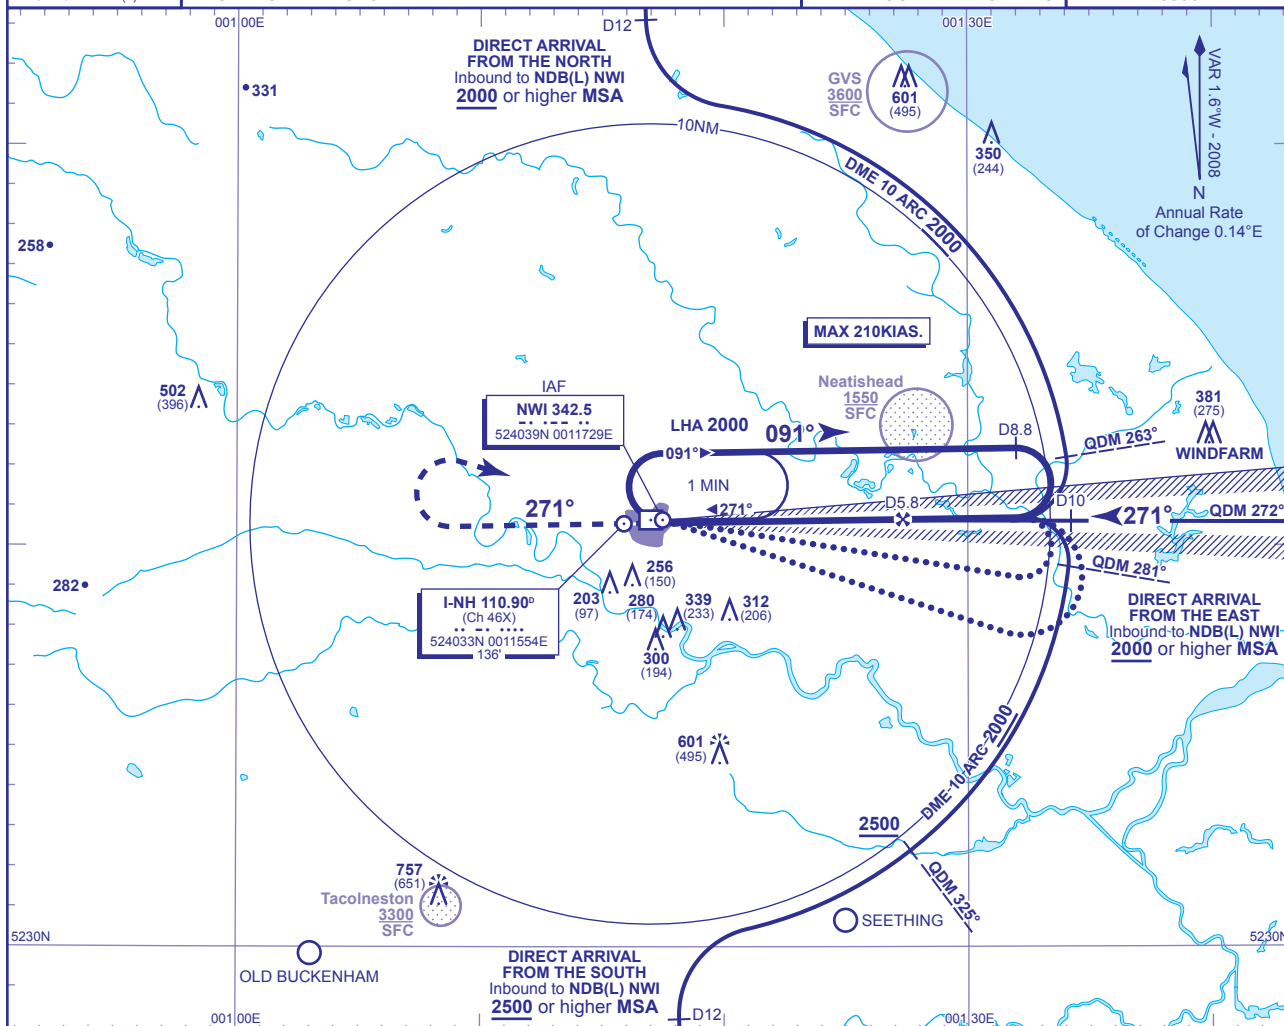 001:00E
001:30E
D12
DIRECT ARRIVAL
FROM THE NORTH
Inbound to NDB(L) NWI
2000 or higher MSA
GVS
3600
SFC
601
(495)
VAR 1.6°W - 2008
N
Annual Rate
of Change 0.14°E
331
10NM
350
(244)
DME 10 ARC 2000
258
MAX 210KIAS.
502
(396)
IAF
NWI 342.5
524039N 0011729E
Neatishead
1550
SFC
381
(275)
WINDFARM
LHA 2000
091°
D8.8
QDM 263°
091°
1 MIN
271°
271°
D5.8
D10
271°
QDM 272°
QDM 281°
282
256
(150)
203
(97)
280
(174)
339
(233)
312
(206)
300
(194)
I-NH 110.90D
(Ch 46X)
524033N 0011554E
136'
DIRECT ARRIVAL
FROM THE EAST
Inbound to NDB(L) NWI
2000 or higher MSA
601
(495)
DME 10 ARC 2000
2500
QDM 325°
757
(651)
Tacolneston
3300
SFC
SEETHING
5230N
5230N
OLD BUCKENHAM
DIRECT ARRIVAL
FROM THE SOUTH
Inbound to NDB(L) NWI
2500 or higher MSA
D12
001:00E
001:30E